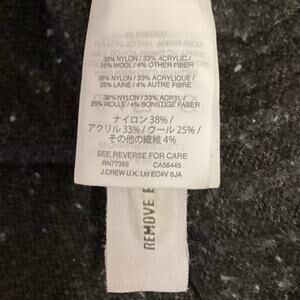 38% NYLON / 33% ACRYLIC /
25% WOOL / 4% OTHER FIBER
38% NYLON / 33% ACRYLIQUE /
25% LAINE / 4% AUTRE FIBRE
38% NYLON / 33% ACRYL /
25% WOLLE / 4% SONSTIGE FASER
ナイロン 38% /
アクリル 33% / ウール 25% /
その他の繊維 4%
SEE REVERSE FOR CARE
RN77388 CA56445
J.CREW U.K. Ltd EC4V 6JA
REMOVE